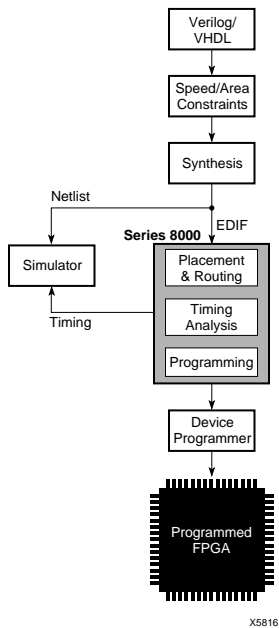 Verilog/
VHDL
Speed/Area
Constraints
Synthesis
Netlist
EDIF
Series 8000
Placement
& Routing
Simulator
Timing
Analysis
Timing
Programming
Device
Programmer
Programmed
FPGA
X5816